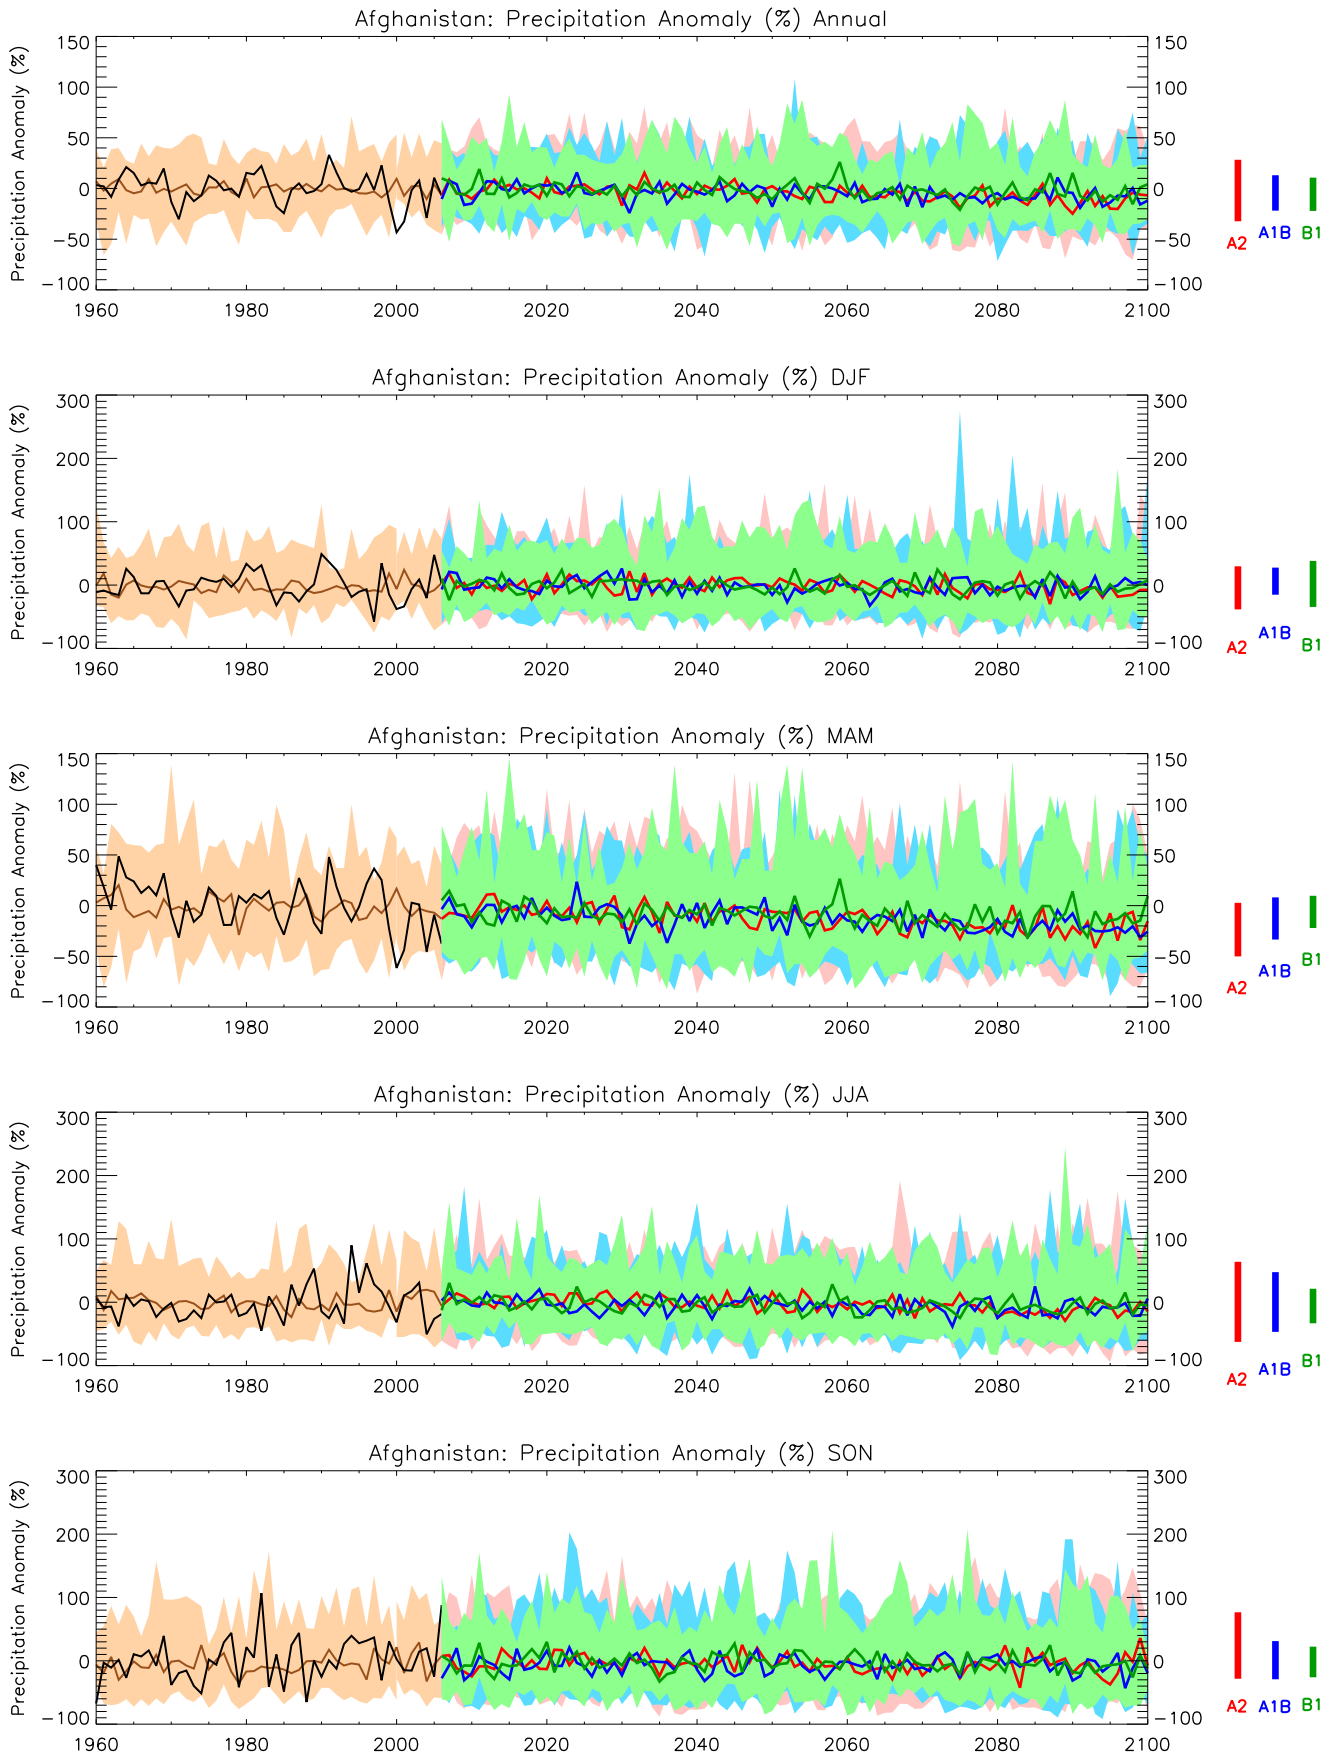 Afghanistan: Precipitation Anomaly (%) Annual
Precipitation Anomaly (%)
150 150
100 100
50 50
0 0
−50 −50
−100 −100
A2 A1B B1
1960 1980 2000 2020 2040 2060 2080 2100
Afghanistan: Precipitation Anomaly (%) DJF
Precipitation Anomaly (%)
300 300
200 200
100 100
0 0
−100 −100
A2 A1B B1
1960 1980 2000 2020 2040 2060 2080 2100
Afghanistan: Precipitation Anomaly (%) MAM
Precipitation Anomaly (%)
150 150
100 100
50 50
0 0
−50 −50
−100 −100
A2 A1B B1
1960 1980 2000 2020 2040 2060 2080 2100
Afghanistan: Precipitation Anomaly (%) JJA
Precipitation Anomaly (%)
300 300
200 200
100 100
0 0
−100 −100
A2 A1B B1
1960 1980 2000 2020 2040 2060 2080 2100
Afghanistan: Precipitation Anomaly (%) SON
Precipitation Anomaly (%)
300 300
200 200
100 100
0 0
−100 −100
A2 A1B B1
1960 1980 2000 2020 2040 2060 2080 2100